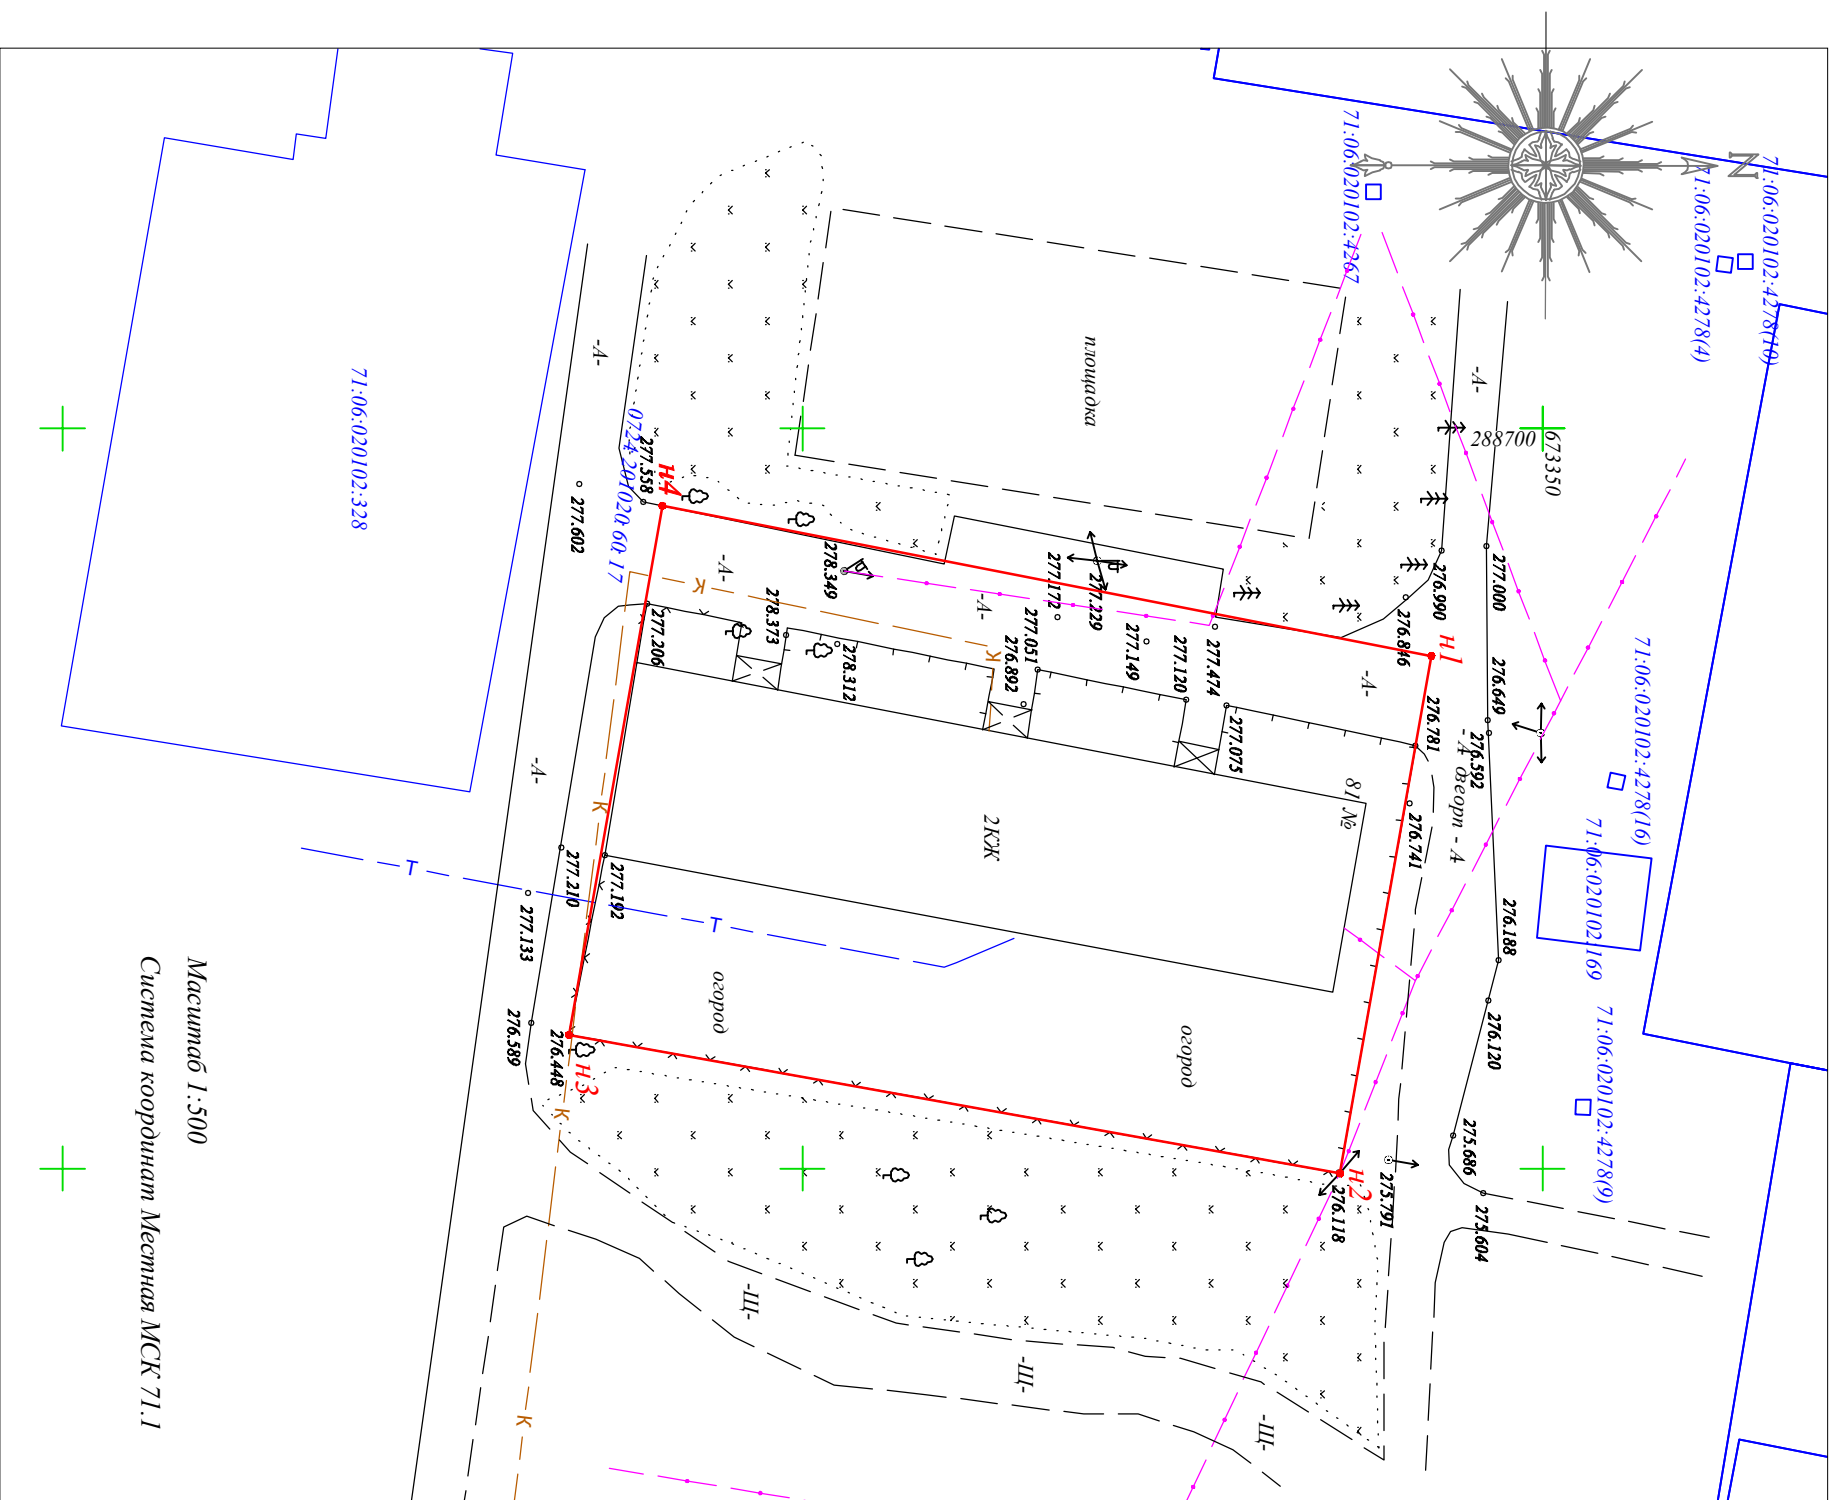 N
71:06:020102:4278(10)
71:06:020102:4278(4)
71:06:020102:4267
673350
288700
-А-
277.000
276.990
276.846
н1
276.649
276.592
276.781
- А двеорп - А
276.741
71:06:020102:4278(16)
71:06:020102:169
71:06:020102:4278(9)
276.188
276.120
275.686
275.604
275.791
н2
276.118
площадка
277.229
277.172
277.149
277.120
277.474
277.075
277.051
276.892
-А-
-А-
-А-
278.349
278.373
278.312
К
К
81 №
2КЖ
огород
огород
н4
277.558
277.602
277.206
-А-
-А-
71:06:020102:328
К
Т
Т
277.192
277.210
277.133
276.589
276.448
н3
К
К
-Щ-
-Щ-
-Щ-
Масштаб 1:500
Система координат Местная МСК 71.1